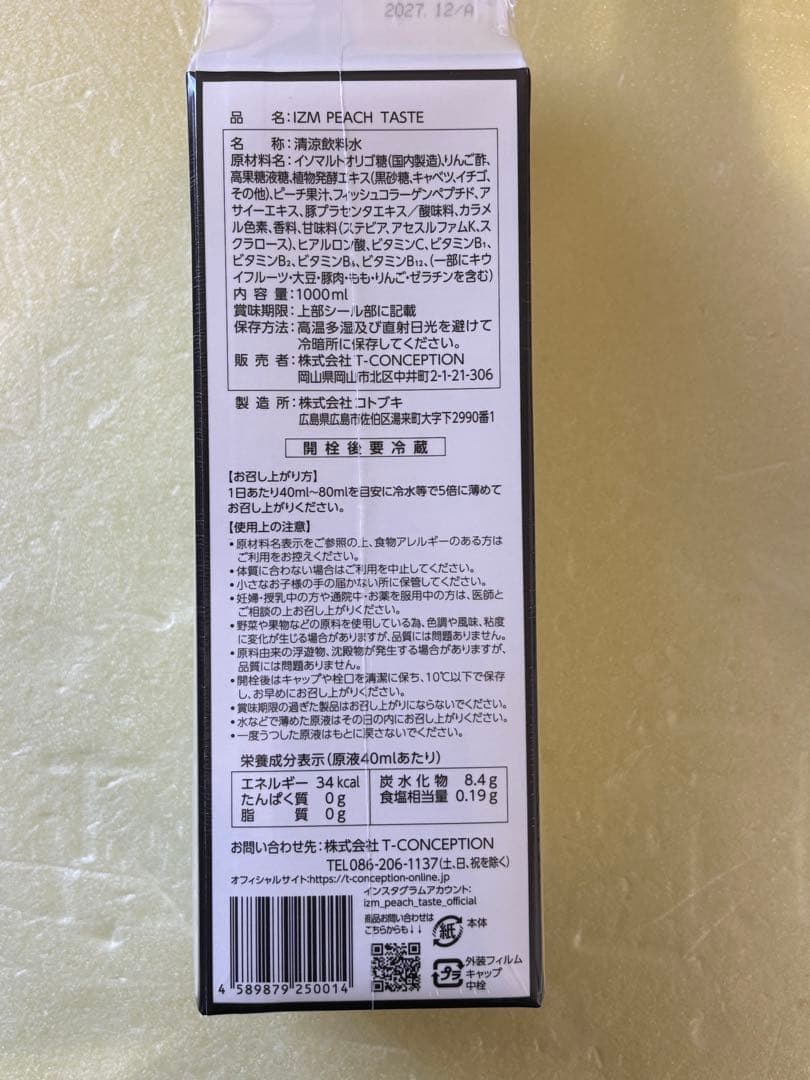 2027.12/A
品 名:IZM PEACH TASTE
名 称:清涼飲料水
原材料名:イソマルトオリゴ糖(国内製造)、りんご酢、
高果糖液糖、植物発酵エキス(黒砂糖、キャベツ、イチゴ、
その他)、ピーチ果汁、フィッシュコラーゲンペプチド、ア
サイーエキス、豚プラセンタエキス/酸味料、カラメ
ル色素、香料、甘味料(ステビア、アセスルファムK、ス
クラロース)、ヒアルロン酸、ビタミンC、ビタミンB₁、
ビタミンB₂、ビタミンB₆、ビタミンB₁₂、(一部にキウ
イフルーツ・大豆・豚肉・もも・りんご・ゼラチンを含む)
内 容 量:1000ml
賞味期限:上部シール部に記載
保存方法:高温多湿及び直射日光を避けて
冷暗所に保存してください。
販 売 者:株式会社 T-CONCEPTION
岡山県岡山市北区中井町2-1-21-306
製 造 所:株式会社コトブキ
広島県広島市佐伯区湯来町大字下2990番1
開栓後要冷蔵
【お召し上がり方】
1日あたり40ml〜80mlを目安に冷水等で5倍に薄めて
お召し上がりください。
【使用上の注意】
•原材料名表示をご参照の上、食物アレルギーのある方は
ご利用をお控えください。
•体質に合わない場合はご利用を中止してください。
•小さなお子様の手の届かない所に保管してください。
•妊婦・授乳中の方や通院中・お薬を服用中の方は、医師と
ご相談の上お召し上がりください。
•野菜や果物などの原料を使用している為、色調や風味、粘度
に変化が生じる場合がありますが、品質には問題ありません。
•原料由来の浮遊物、沈殿物が発生する場合がありますが、
品質には問題ありません。
•開栓後はキャップや栓口を清潔に保ち、10℃以下で保存
し、お早めにお召し上がりください。
•賞味期限の過ぎた製品はお召し上がりにならないでください。
•水などで薄めた原液はその日の内にお召し上がりください。
•一度うつした原液はもとに戻さないでください。
栄養成分表示(原液40mlあたり)
エネルギー 34kcal 炭水化物 8.4g
たんぱく質 0g 食塩相当量 0.19g
脂 質 0g
お問い合わせ先:株式会社 T-CONCEPTION
TEL086-206-1137(土、日、祝を除く)
オフィシャルサイト:https://t-conception-online.jp/
インスタグラムアカウント:
izm_peach_taste_official
商品お問い合わせは
こちらからも↓↓
紙 本体
プラ 外装フィルム
キャップ
中栓
4 589879 250014